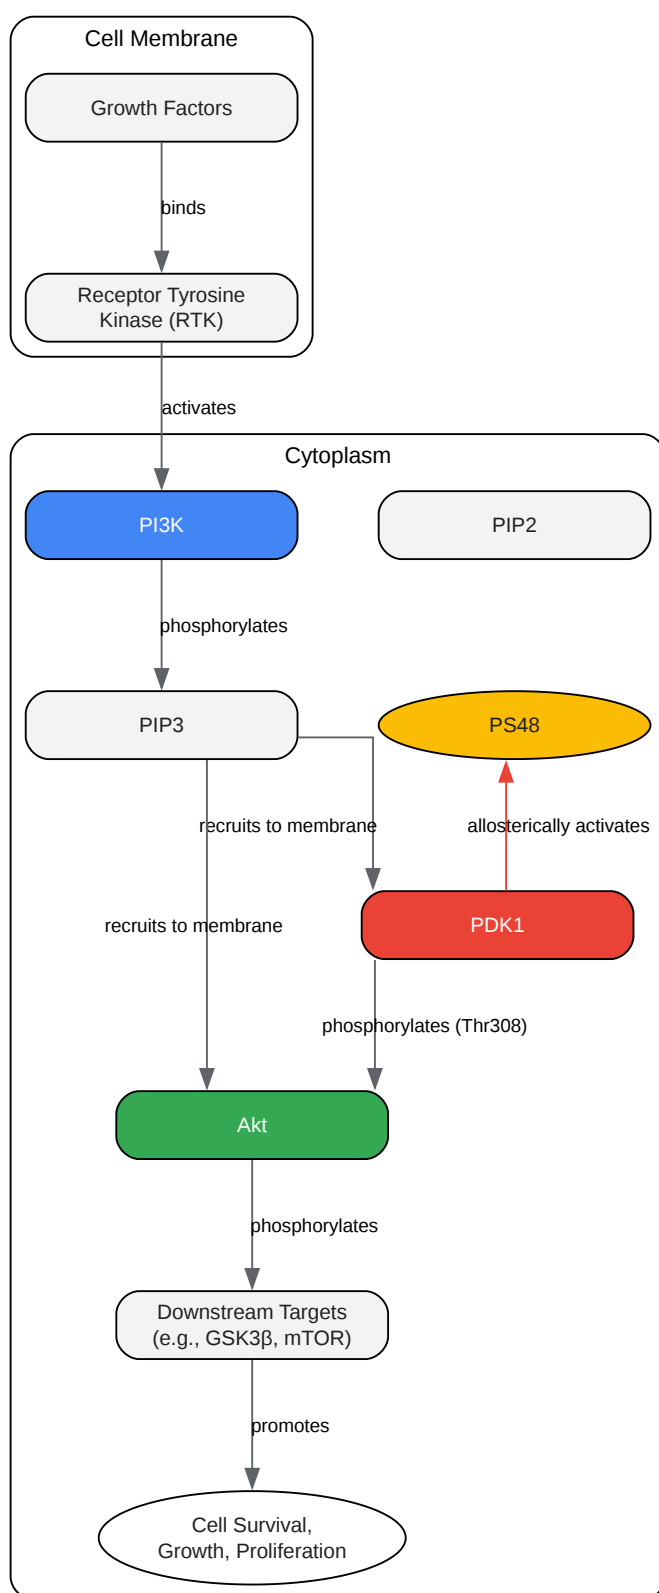 Cell Membrane
Growth Factors
binds
Receptor Tyrosine
Kinase (RTK)
activates
Cytoplasm
PI3K
PIP2
phosphorylates
PIP3
PS48
recruits to membrane
allosterically activates
PDK1
recruits to membrane
phosphorylates (Thr308)
Akt
phosphorylates
Downstream Targets
(e.g., GSK3β, mTOR)
promotes
Cell Survival,
Growth, Proliferation